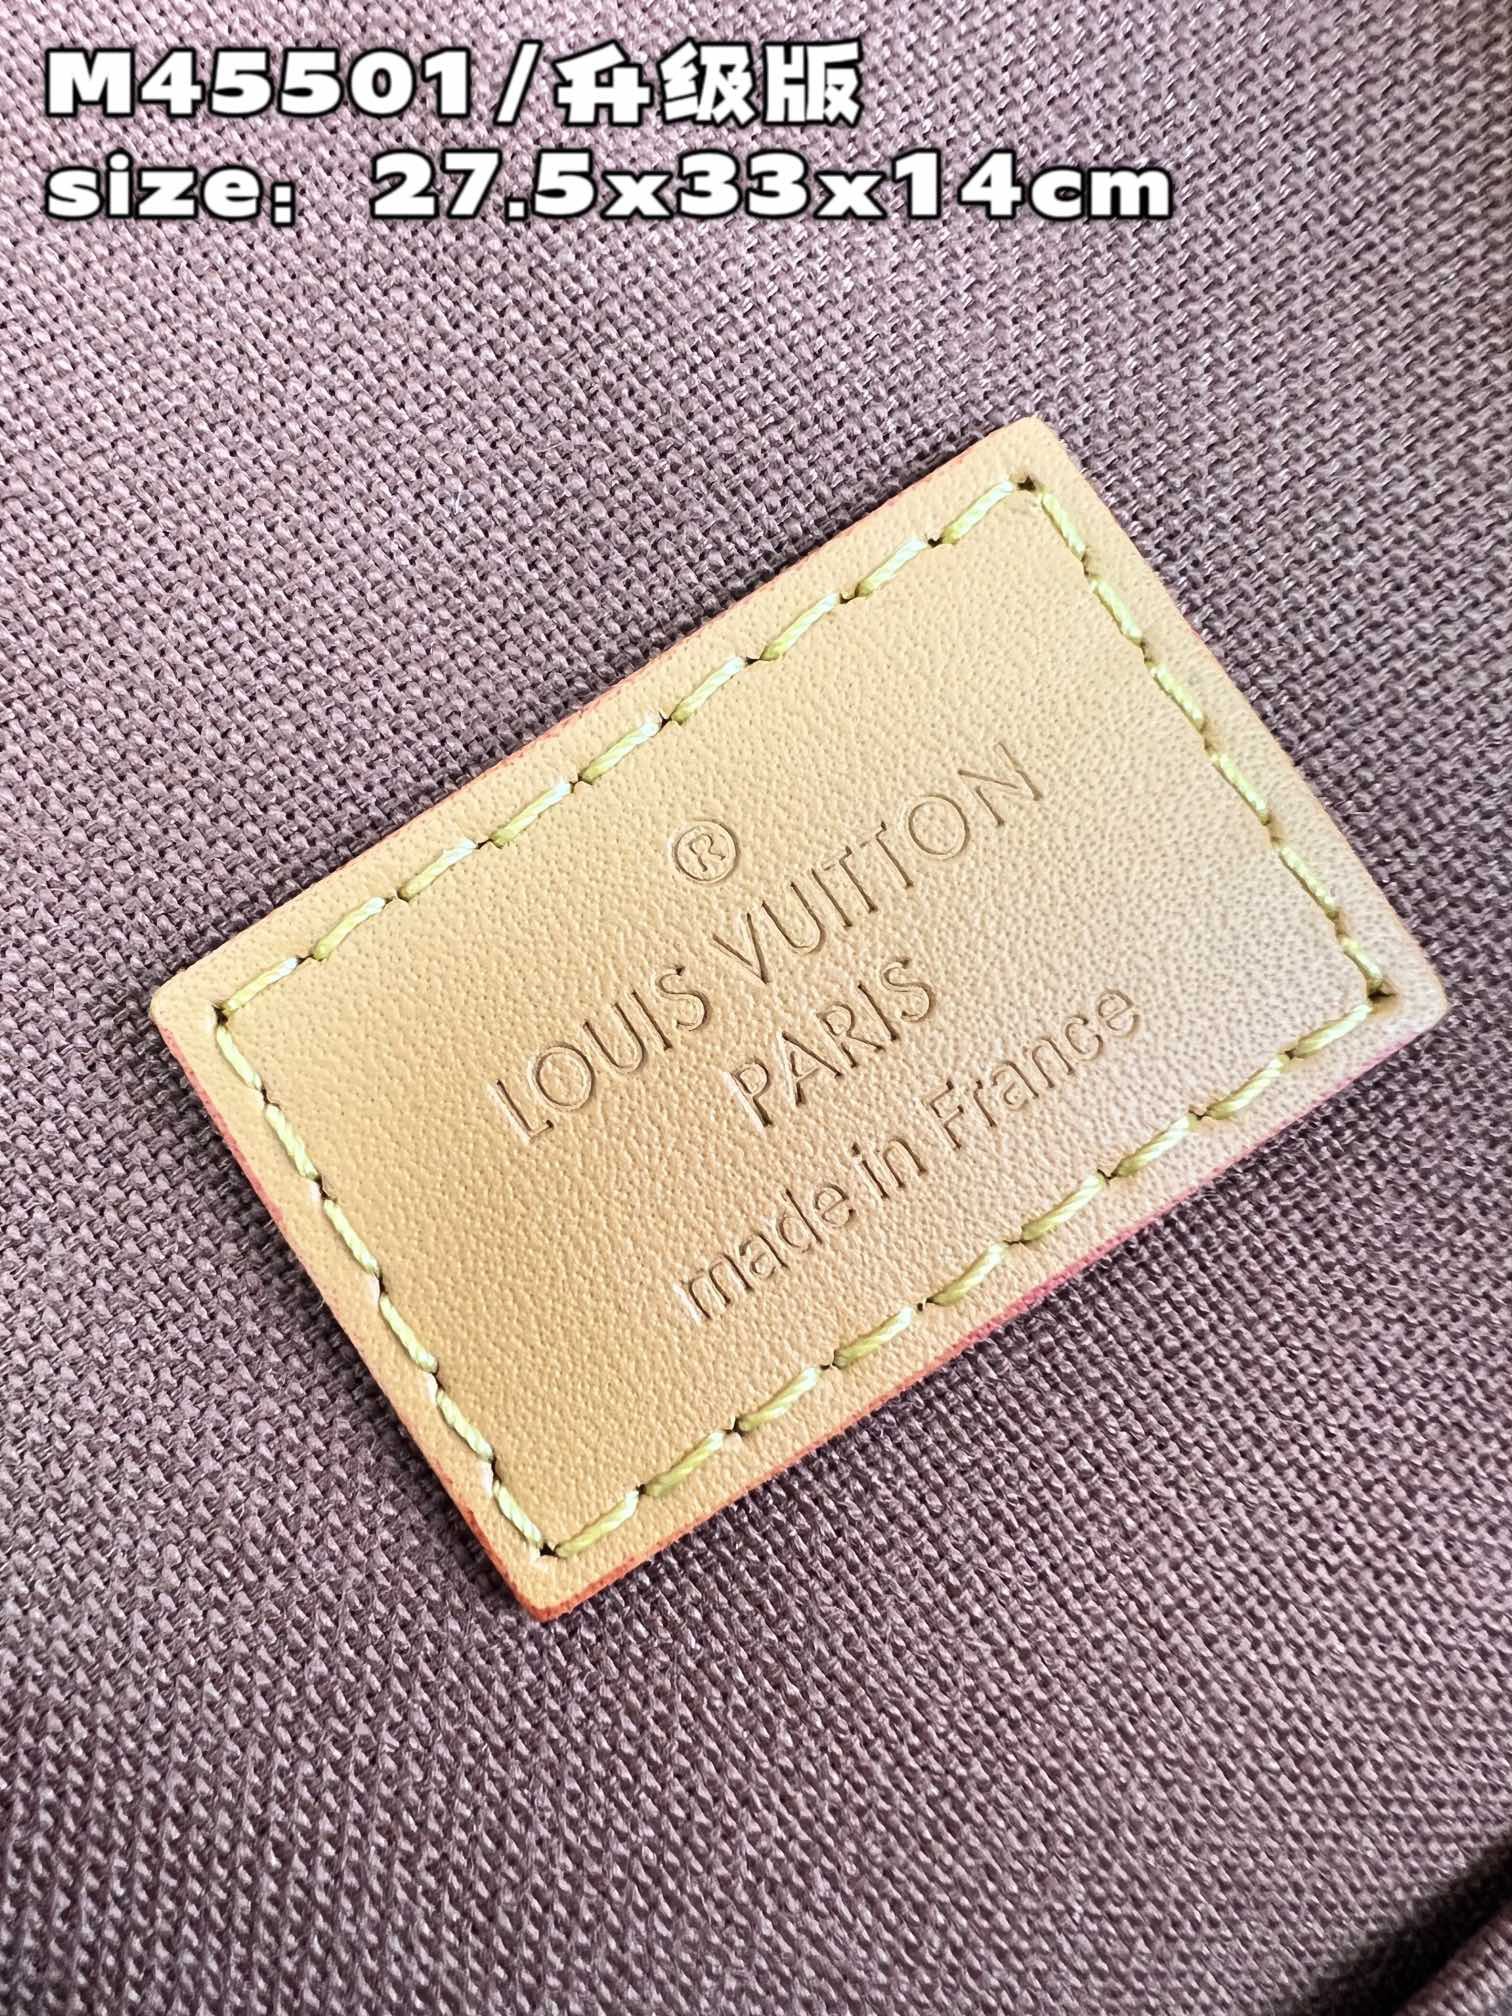 M45501/升级版
size：27.5x33x14cm
®
LOUIS VUITTON
PARIS
made in France